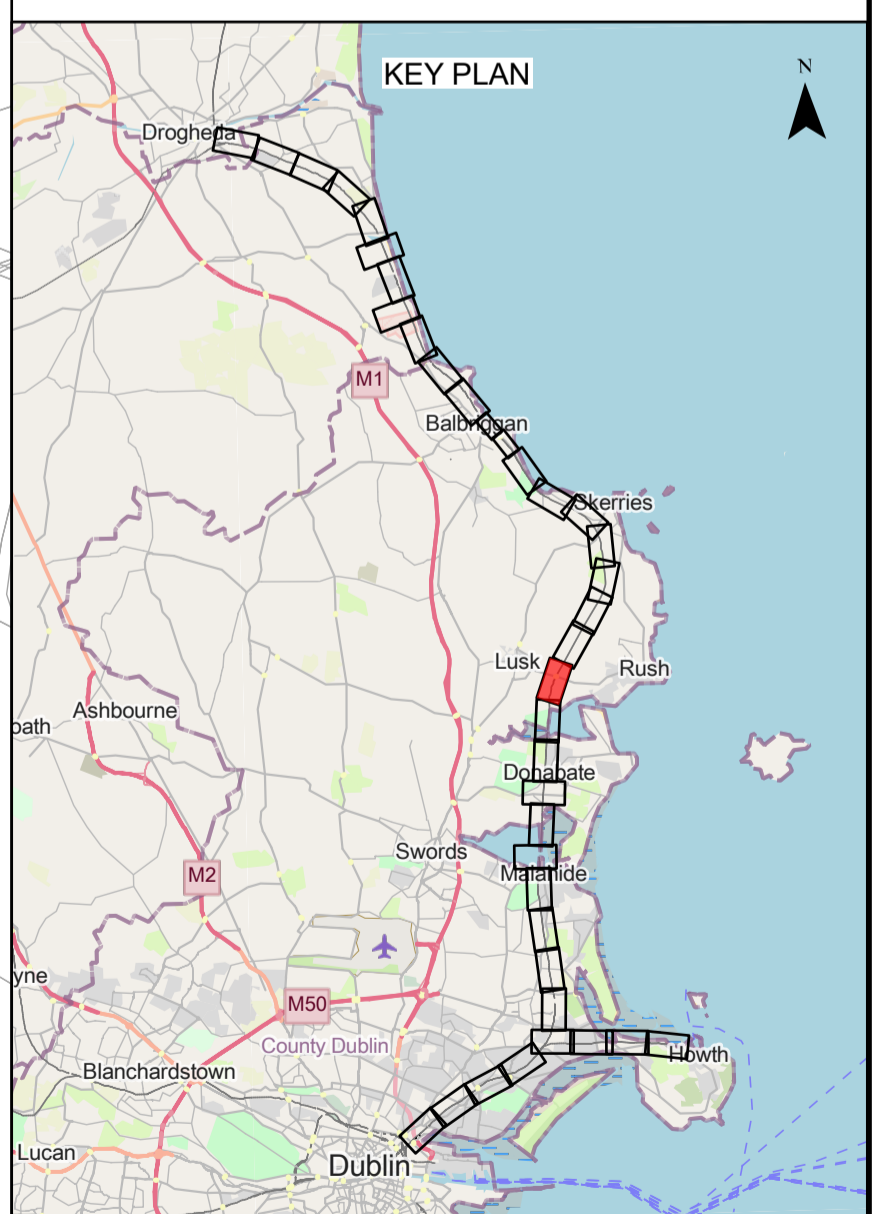 KEY PLAN
N
Drogheda
M1
Balbriggan
Skerries
Lusk
Rush
Ashbourne
oath
Donabate
Swords
M2
Malahide
yne
M50
County Dublin
Howth
Blanchardstown
Lucan
Dublin